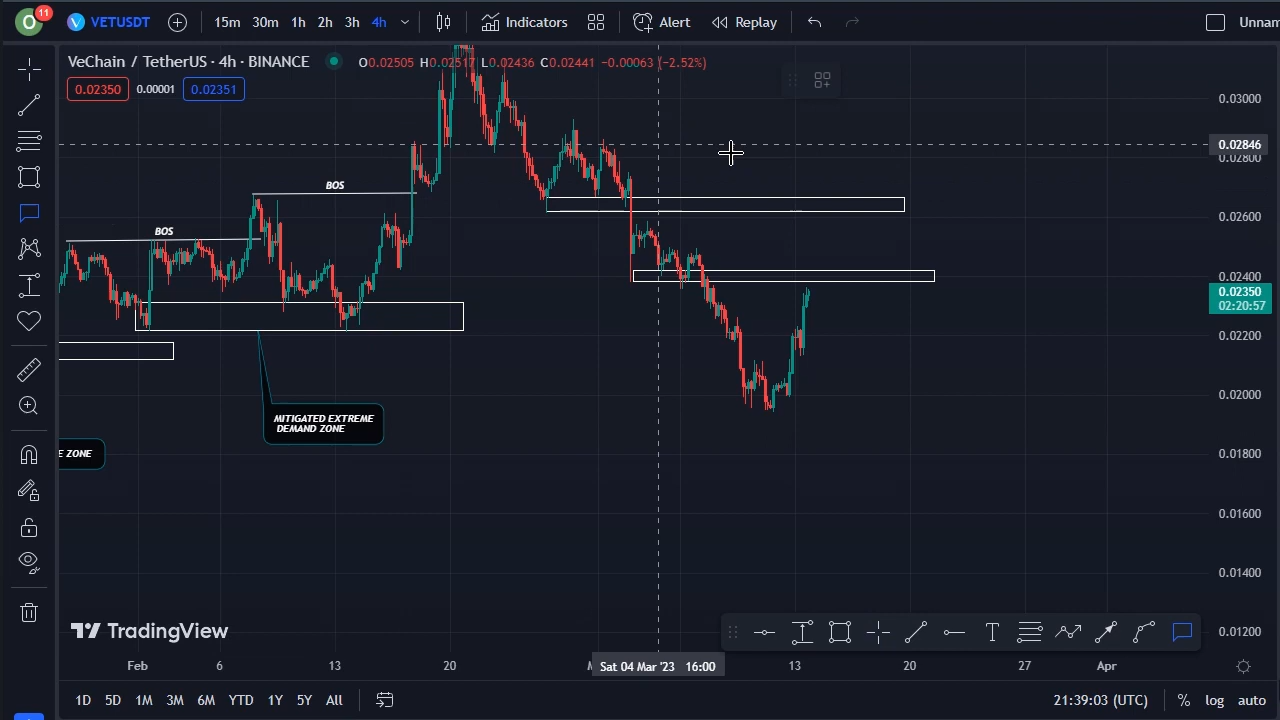 O 11 VETUSDT 15m 30m 1h 2h 3h 4h Indicators Alert Replay Unnam
VeChain / TetherUS · 4h · BINANCE O0.02505 H0.02517 L0.02436 C0.02441 −0.00063 (−2.52%)
0.02350 0.00001 0.02351
0.03000
0.02846
0.02800
BOS
0.02600
BOS
0.02400
0.02350
02:20:57
0.02200
0.02000
MITIGATED EXTREME
DEMAND ZONE
E ZONE
0.01800
0.01600
0.01400
TradingView
T
0.01200
Feb 6 13 20 Sat 04 Mar '23 16:00 13 20 27 Apr
1D 5D 1M 3M 6M YTD 1Y 5Y All 21:39:03 (UTC) % log auto